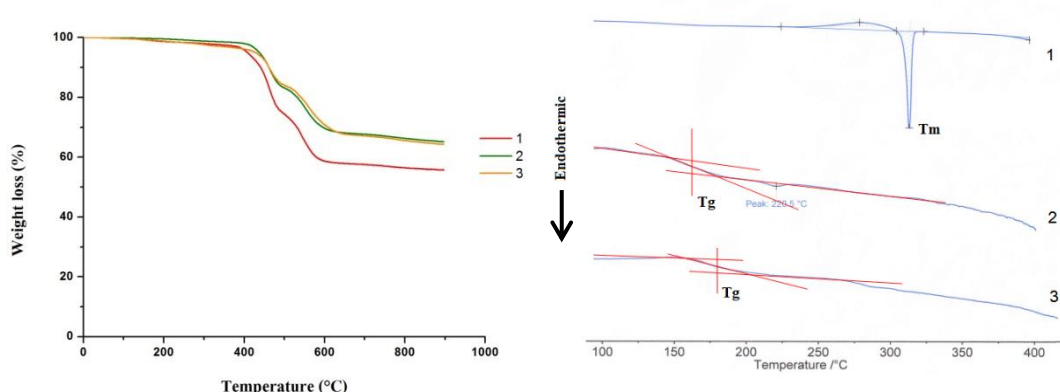 100
80
60
40
20
0
0 200 400 600 800 1000
Weight loss (%)
Temperature (°C)
1
2
3
Endothermic
1
Tm
Tg
Peak: 220.5 °C
2
Tg
3
100 150 200 250 300 350 400
Temperature /°C